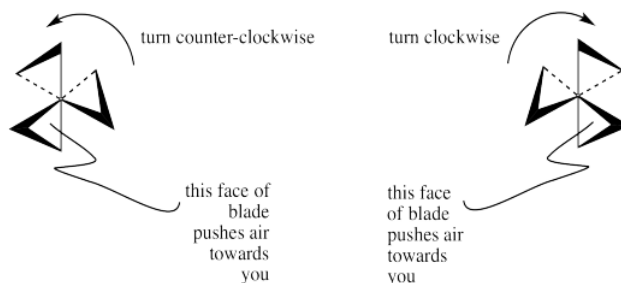 turn counter-clockwise
turn clockwise
this face of
blade
pushes air
towards
you
this face
of blade
pushes air
towards
you